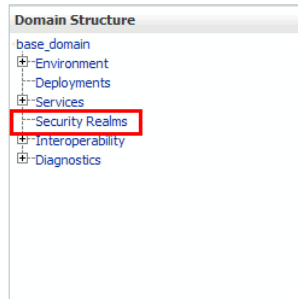 Domain Structure
base_domain
Environment
Deployments
Services
Security Realms
Interoperability
Diagnostics